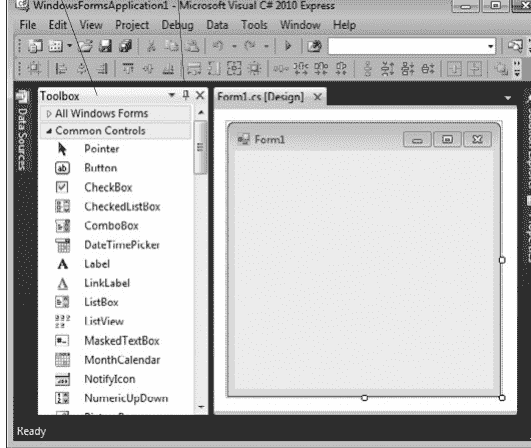 WindowsFormsApplication1 - Microsoft Visual C# 2010 Express
File Edit View Project Debug Data Tools Window Help
Toolbox
Form1.cs [Design]
Data Sources
All Windows Forms
Common Controls
Form1
Pointer
Button
CheckBox
CheckedListBox
ComboBox
DateTimePicker
Label
LinkLabel
ListBox
ListView
MaskedTextBox
MonthCalendar
NotifyIcon
NumericUpDown
Ready